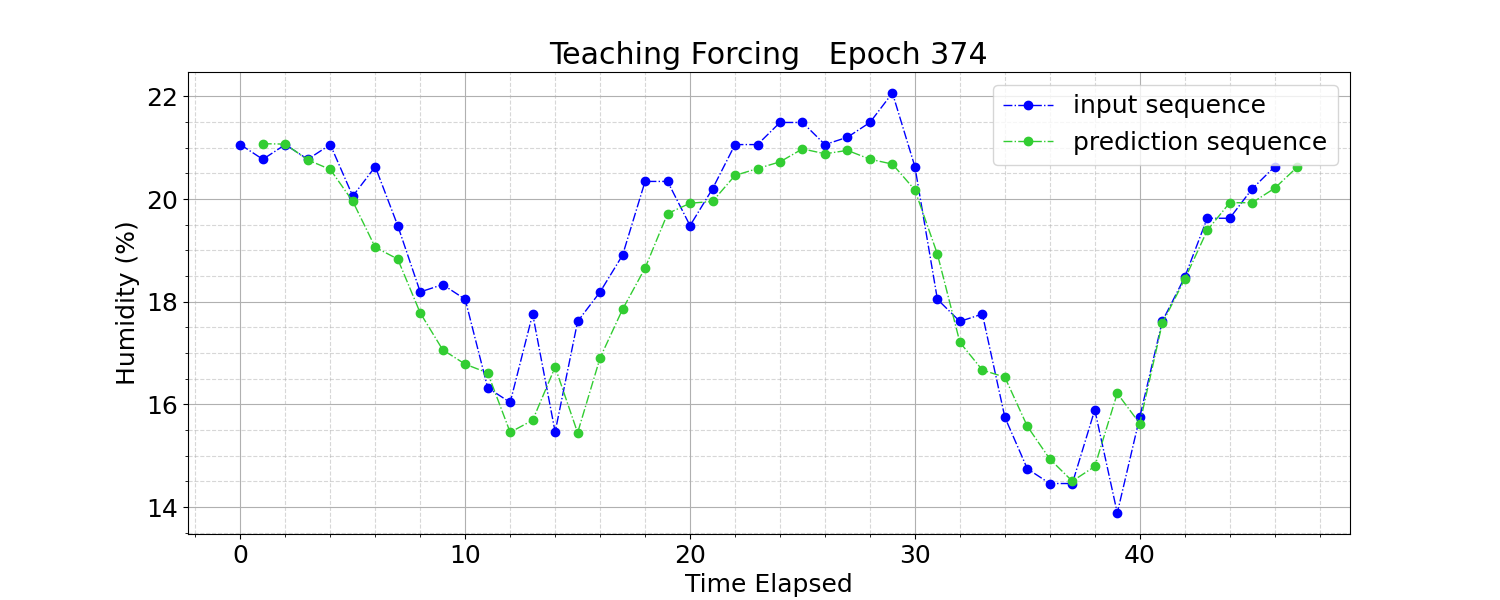 Teaching Forcing   Epoch 374
input sequence
prediction sequence
Humidity (%)
22
20
18
16
14
0 10 20 30 40
Time Elapsed